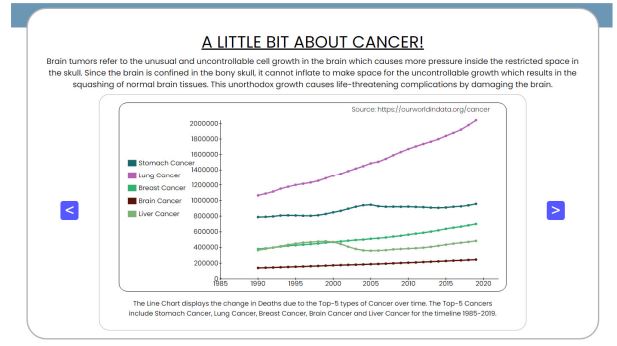 A LITTLE BIT ABOUT CANCER!
Brain tumors refer to the unusual and uncontrollable cell growth in the brain which causes more pressure inside the restricted space in
the skull. Since the brain is confined in the bony skull, it cannot inflate to make space for the uncontrollable growth which results in the
squashing of normal brain tissues. This unorthodox growth causes life-threatening complications by damaging the brain.
Source: https://ourworldindata.org/cancer
2000000
1800000
1600000
1400000
1200000
1000000
800000
600000
400000
200000
0
Stomach Cancer
Lung Cancer
Breast Cancer
Brain Cancer
Liver Cancer
<
>
1985 1990 1995 2000 2005 2010 2015 2020
The Line Chart displays the change in Deaths due to the Top-5 types of Cancer over time. The Top-5 Cancers
include Stomach Cancer, Lung Cancer, Breast Cancer, Brain Cancer and Liver Cancer for the timeline 1985-2019.